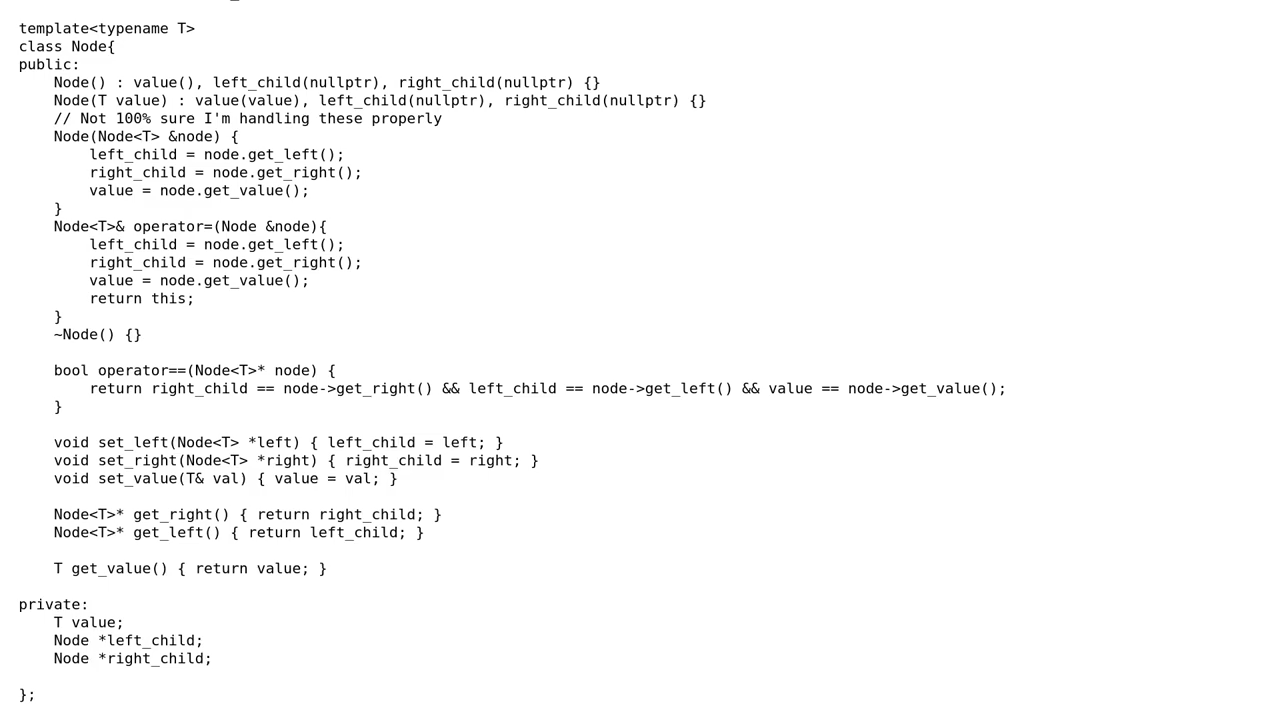 template<typename T>
class Node{
public:
    Node() : value(), left_child(nullptr), right_child(nullptr) {}
    Node(T value) : value(value), left_child(nullptr), right_child(nullptr) {}
    // Not 100% sure I'm handling these properly
    Node(Node<T> &node) {
        left_child = node.get_left();
        right_child = node.get_right();
        value = node.get_value();
    }
    Node<T>& operator=(Node &node){
        left_child = node.get_left();
        right_child = node.get_right();
        value = node.get_value();
        return this;
    }
    ~Node() {}
    bool operator==(Node<T>* node) {
        return right_child == node->get_right() && left_child == node->get_left() && value == node->get_value();
    }
    void set_left(Node<T> *left) { left_child = left; }
    void set_right(Node<T> *right) { right_child = right; }
    void set_value(T& val) { value = val; }
    Node<T>* get_right() { return right_child; }
    Node<T>* get_left() { return left_child; }
    T get_value() { return value; }
private:
    T value;
    Node *left_child;
    Node *right_child;
};